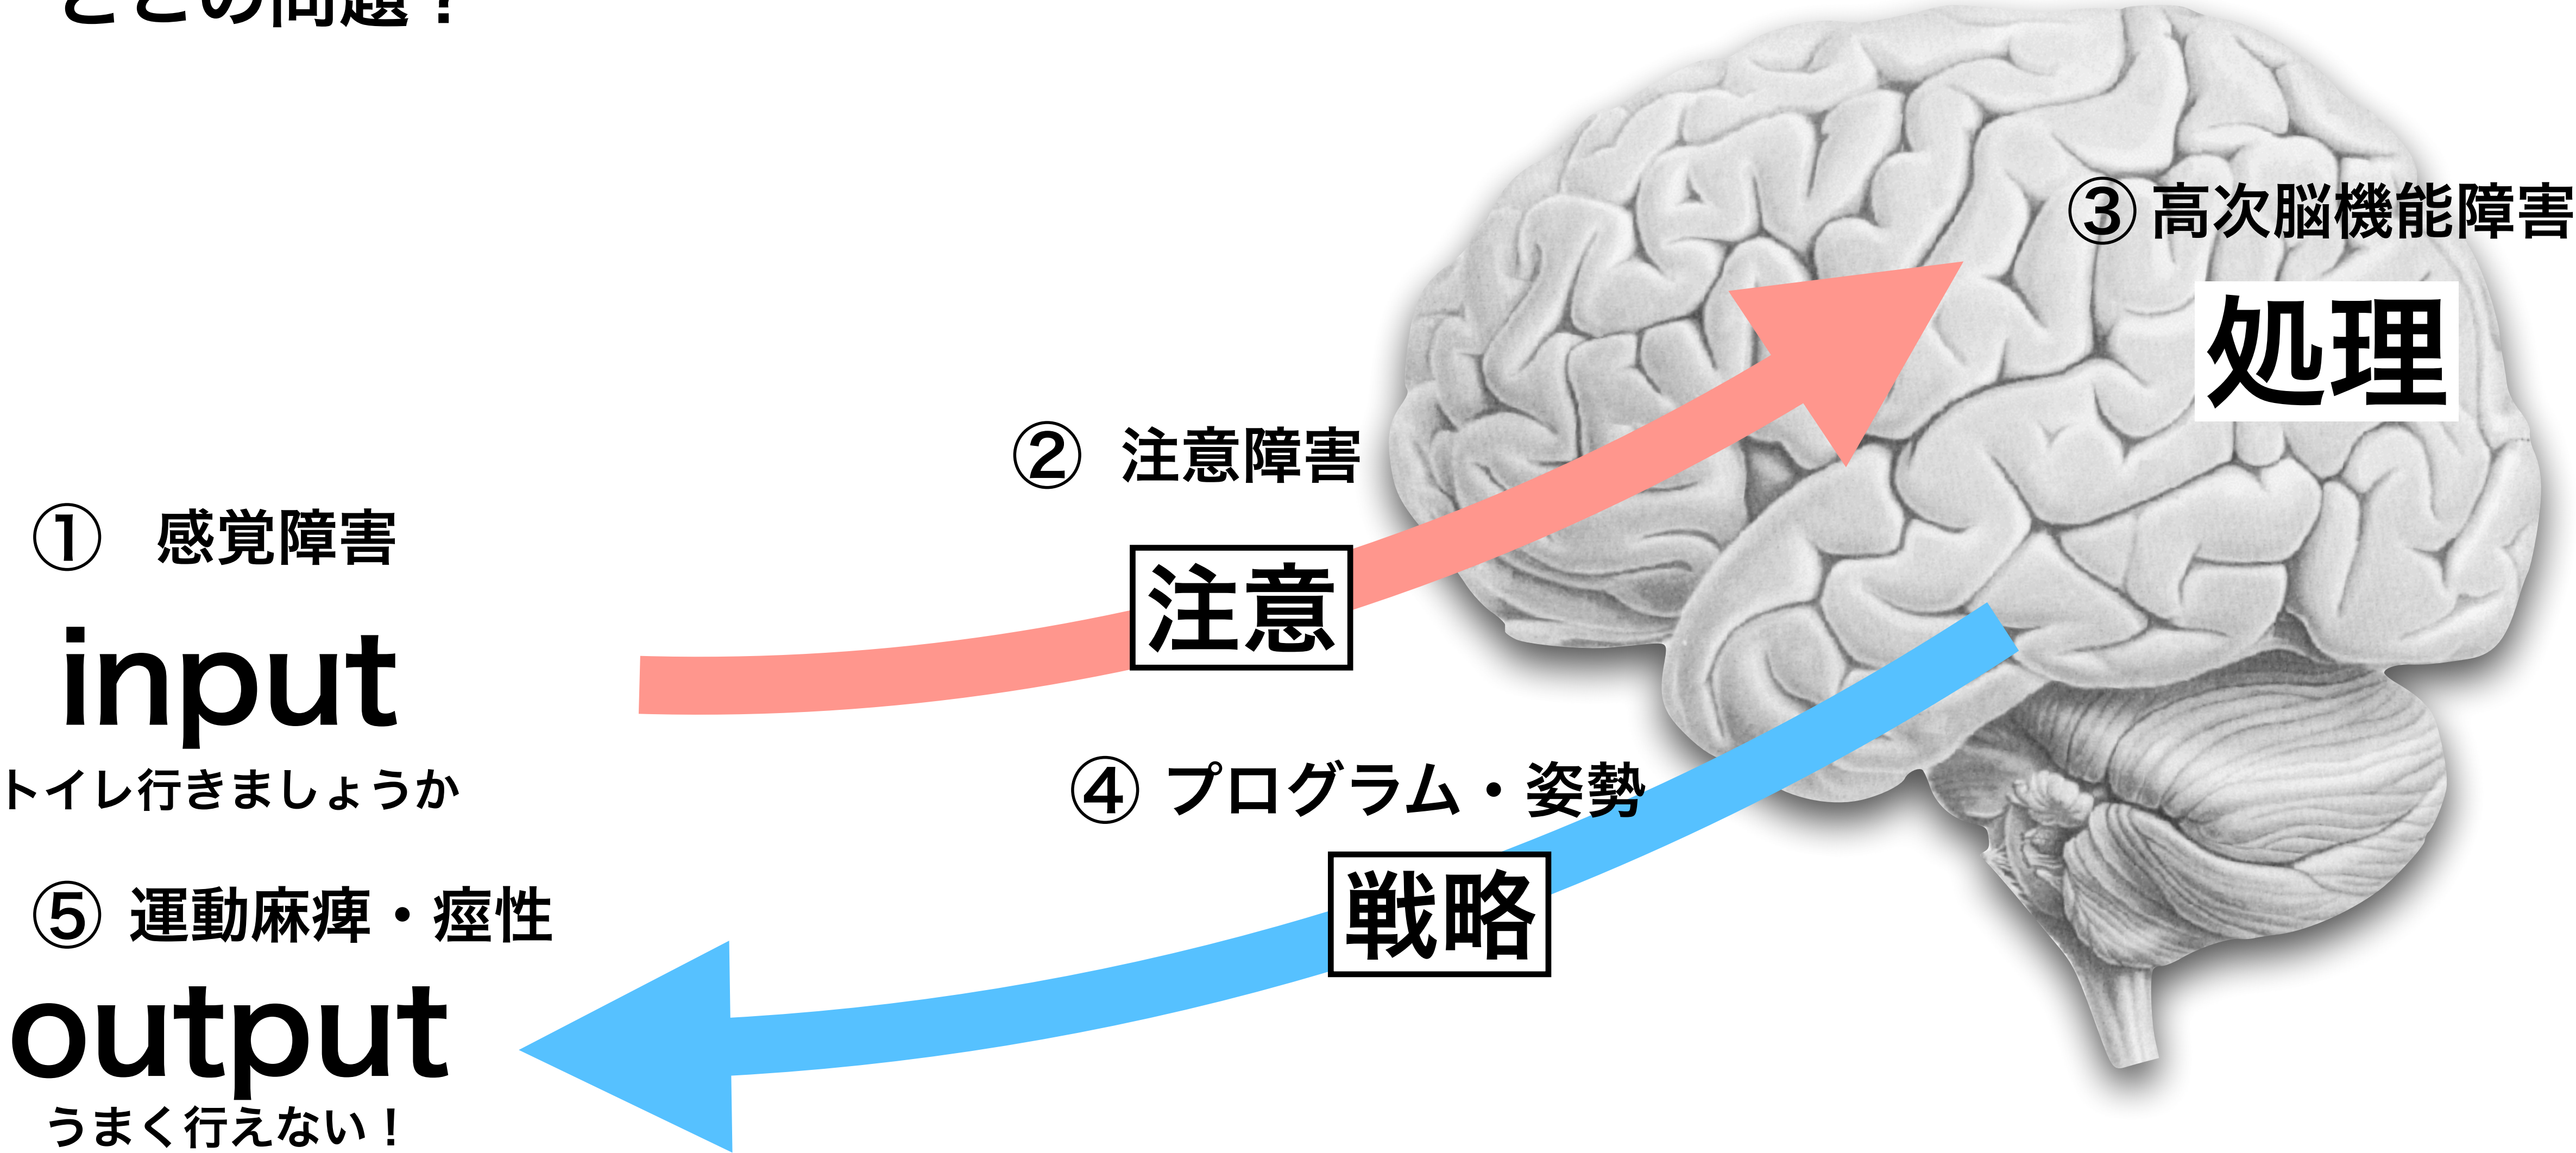 の問題？
③ 高次脳機能障害
処理
② 注意障害
注意
① 感覚障害
input
トイレ行きましょうか
④ プログラム・姿勢
戦略
⑤ 運動麻痺・痙性
output
うまく行えない！